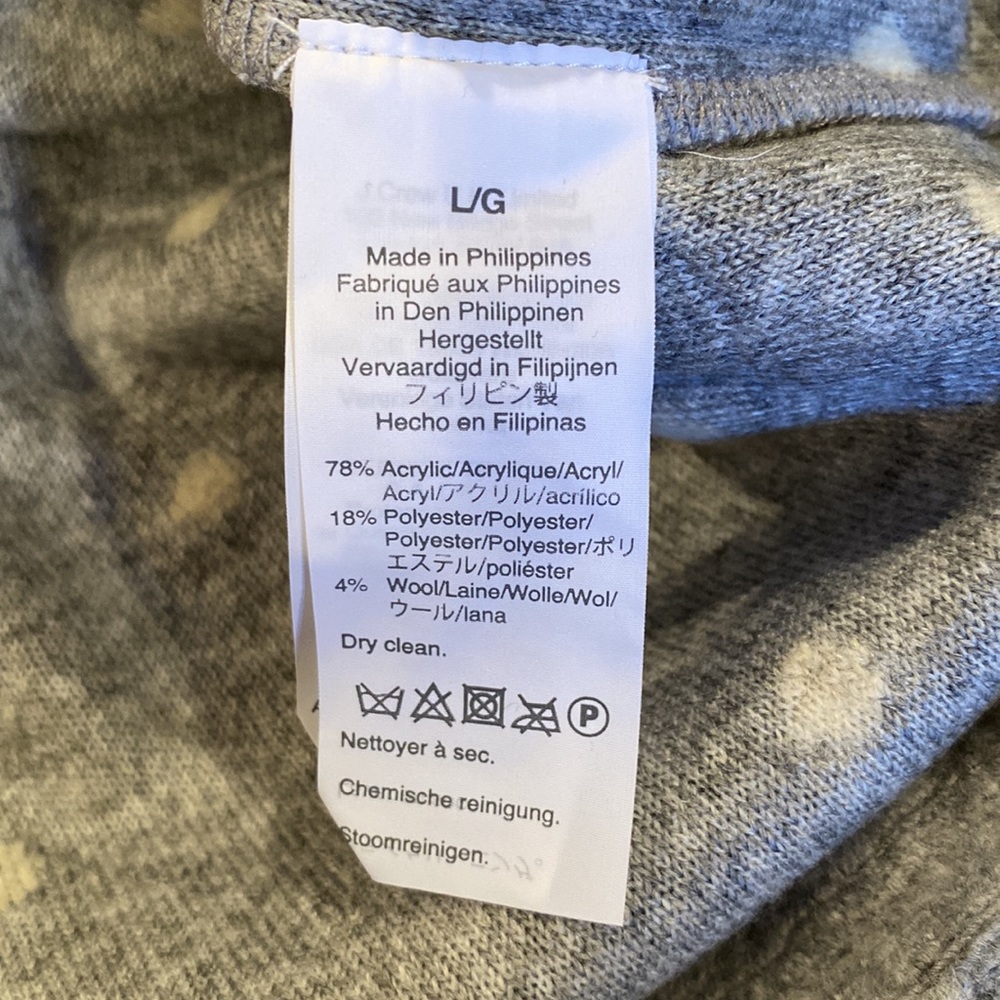 L/G
Made in Philippines
Fabriqué aux Philippines
in Den Philippinen
Hergestellt
Vervaardigd in Filipijnen
フィリピン製
Hecho en Filipinas
78% Acrylic/Acrylique/Acryl/
Acryl/アクリル/acrílico
18% Polyester/Polyester/
Polyester/Polyester/ポリ
エステル/poliéster
4% Wool/Laine/Wolle/Wol/
ウール/lana
Dry clean.
P
Nettoyer à sec.
Chemische reinigung.
Stoomreinigen.